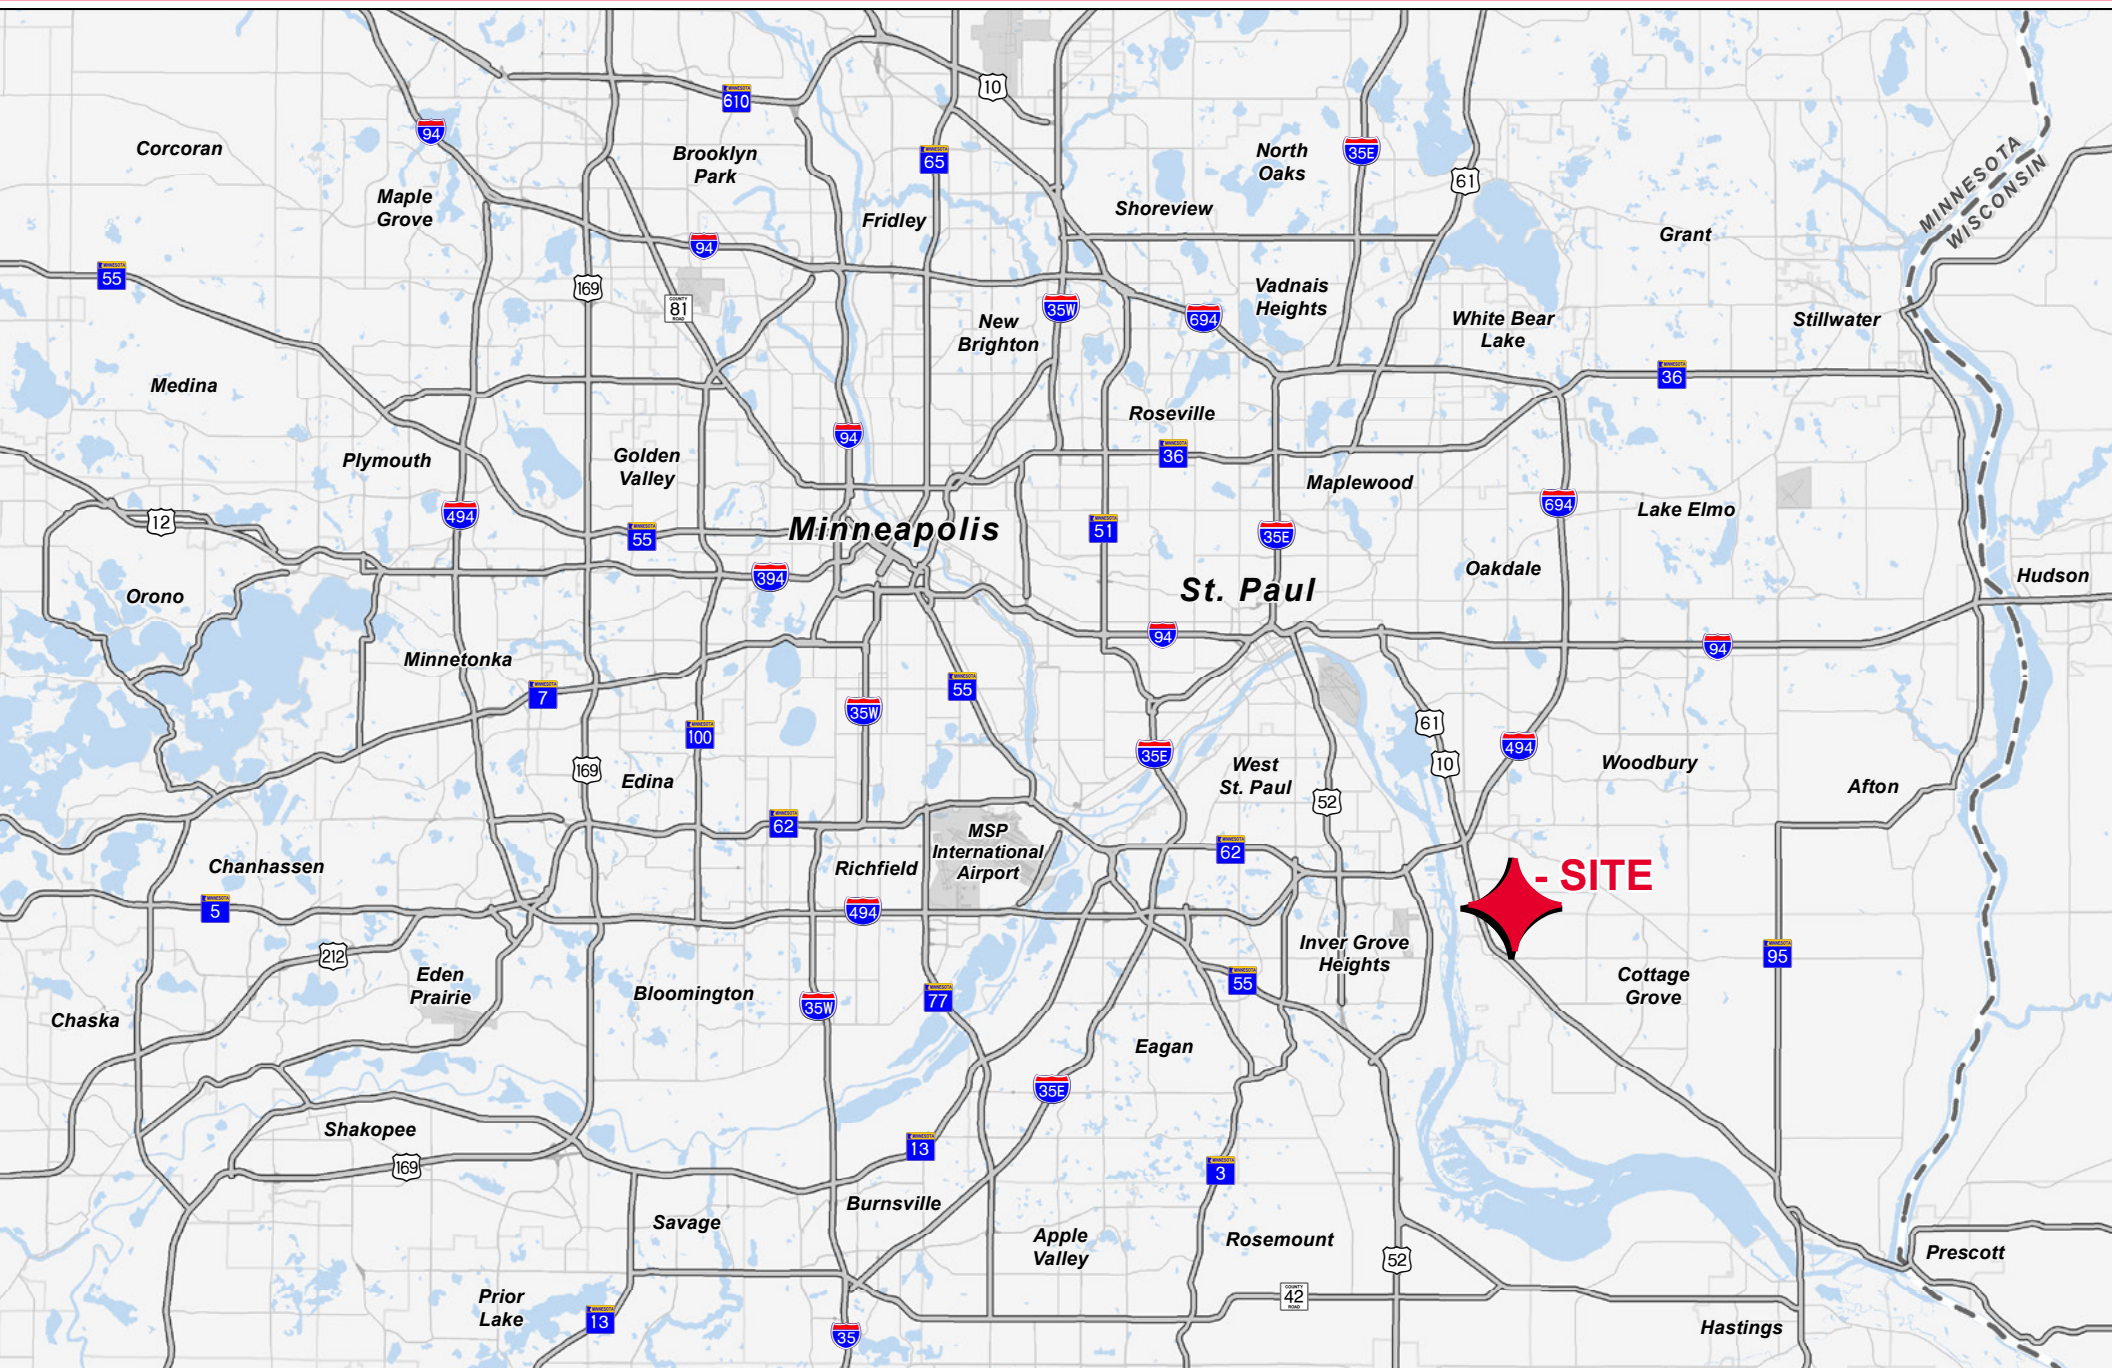 610
10
94
Corcoran
Brooklyn
Park
65
North
Oaks
35E
61
MINNESOTA
WISCONSIN
Maple
Grove
Fridley
Shoreview
Grant
94
55
169
COUNTY
81
ROAD
35W
694
Vadnais
Heights
New
Brighton
White Bear
Lake
Stillwater
Medina
36
Roseville
94
36
Plymouth
Golden
Valley
Maplewood
494
12
55
Minneapolis
51
35E
694
Lake Elmo
394
Oakdale
Hudson
Orono
St. Paul
94
94
Minnetonka
7
55
35W
100
61
494
35E
10
169
Edina
West
St. Paul
Woodbury
Afton
52
62
MSP
International
Airport
62
Chanhassen
Richfield
- SITE
5
494
212
Inver Grove
Heights
95
Eden
Prairie
Bloomington
77
55
Cottage
Grove
35W
Chaska
Eagan
35E
Shakopee
13
169
3
Burnsville
Savage
Apple
Valley
Rosemount
52
Prescott
Prior
Lake
COUNTY
42
ROAD
13
35
Hastings